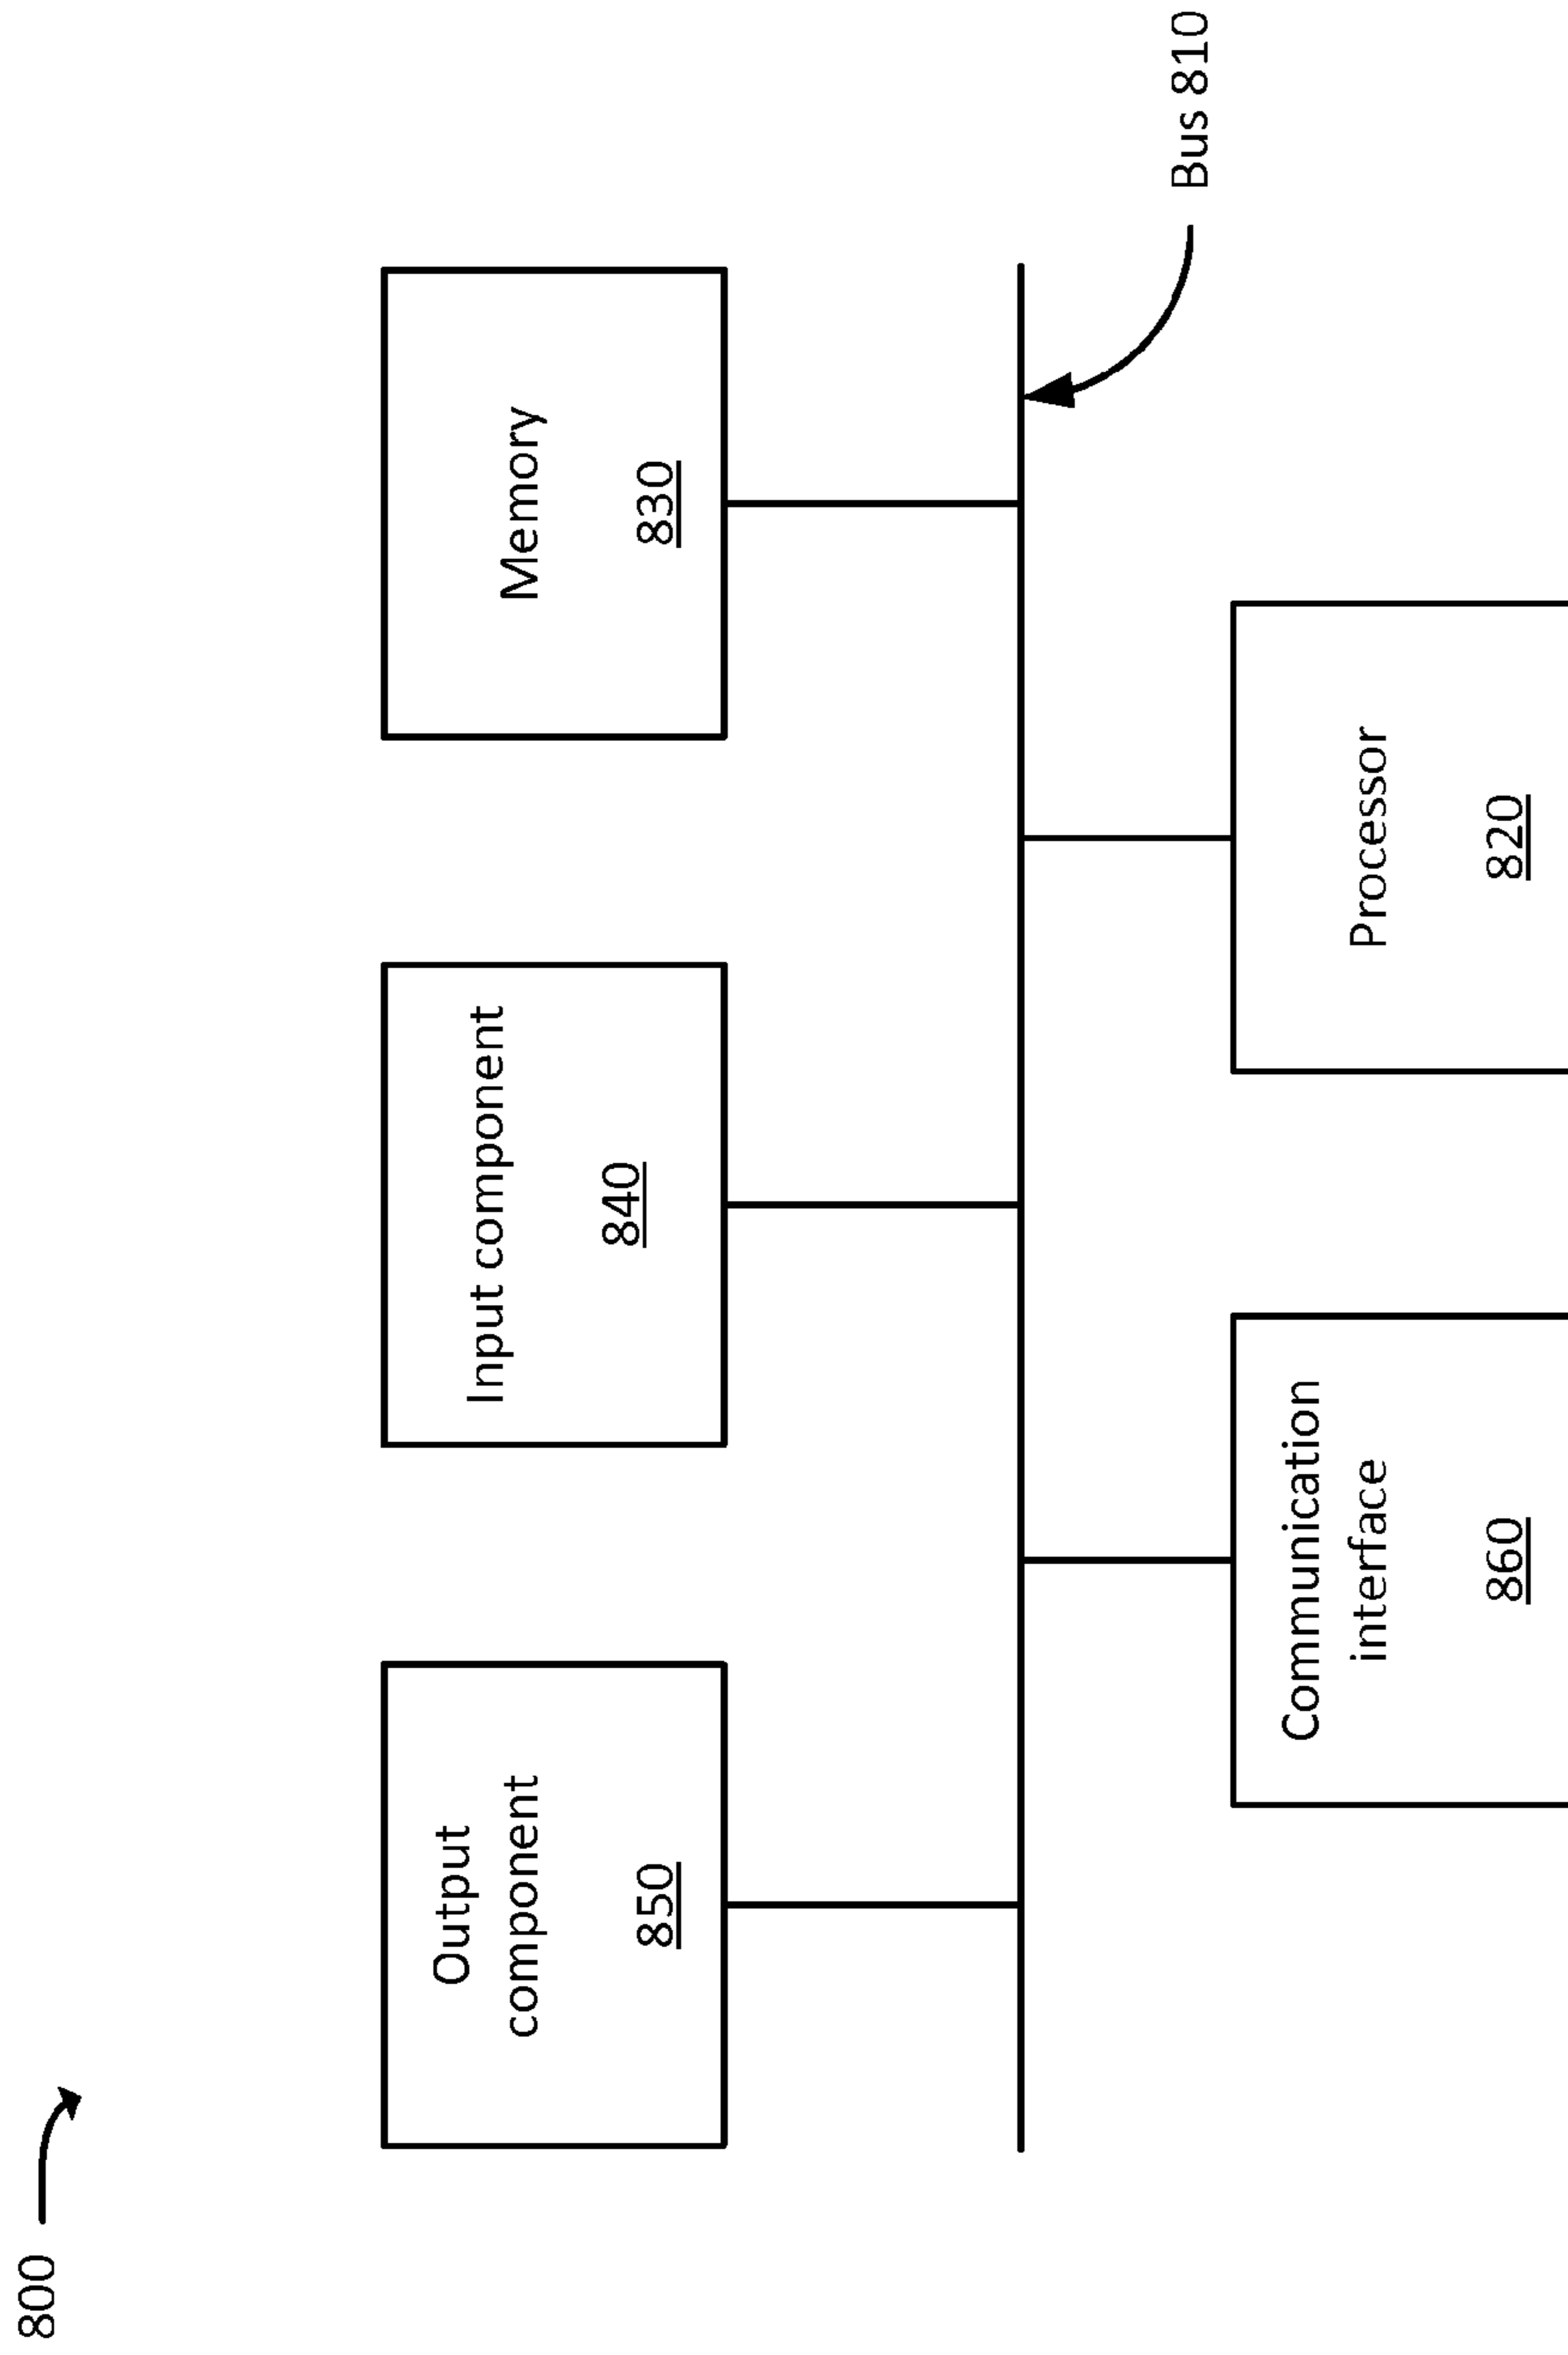 800
Output
component
850
Input component
840
Memory
830
Bus 810
Communication
interface
860
Processor
820